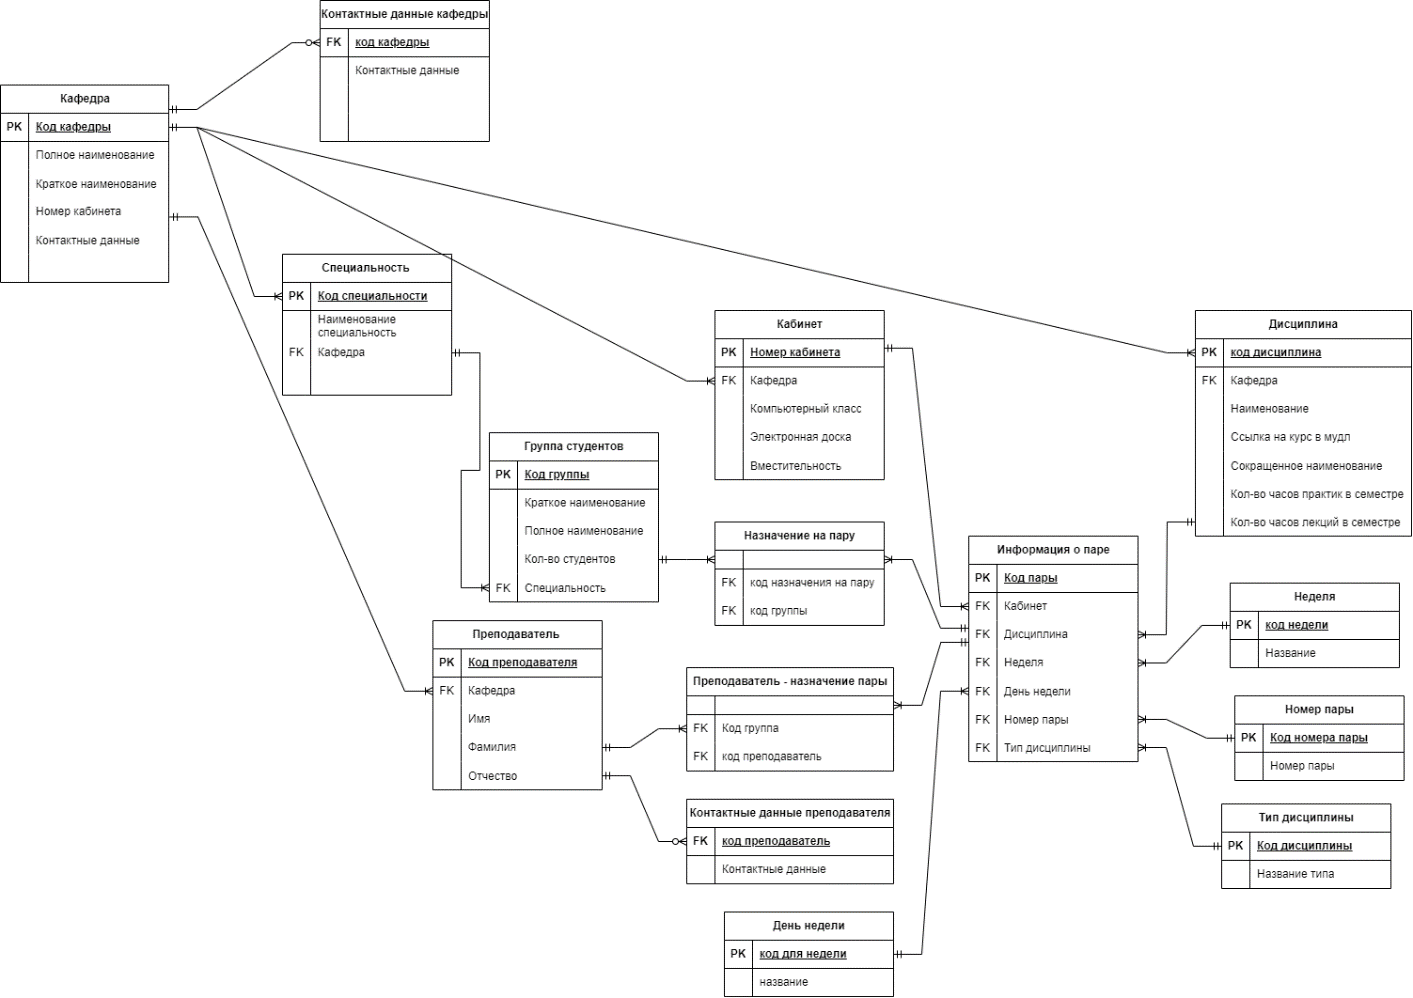 Контактные данные кафедры
FK код кафедры
Контактные данные
Кафедра
PK Код кафедры
Полное наименование
Краткое наименование
Номер кабинета
Контактные данные
Специальность
PK Код специальности
Наименование
специальность
FK Кафедра
Кабинет
PK Номер кабинета
FK Кафедра
Компьютерный класс
Электронная доска
Вместительность
Дисциплина
PK код дисциплина
FK Кафедра
Наименование
Ссылка на курс в мудл
Сокращенное наименование
Кол-во часов практик в семестре
Кол-во часов лекций в семестре
Группа студентов
PK Код группы
Краткое наименование
Полное наименование
Кол-во студентов
FK Специальность
Назначение на пару
FK код назначения на пару
FK код группы
Информация о паре
PK Код пары
FK Кабинет
FK Дисциплина
FK Неделя
FK День недели
FK Номер пары
FK Тип дисциплины
Неделя
PK код недели
Название
Преподаватель
PK Код преподавателя
FK Кафедра
Имя
Фамилия
Отчество
Преподаватель - назначение пары
FK Код группа
FK код преподаватель
Номер пары
PK Код номера пары
Номер пары
Контактные данные преподавателя
FK код преподаватель
Контактные данные
Тип дисциплины
PK Код дисциплины
Название типа
День недели
PK код для недели
название